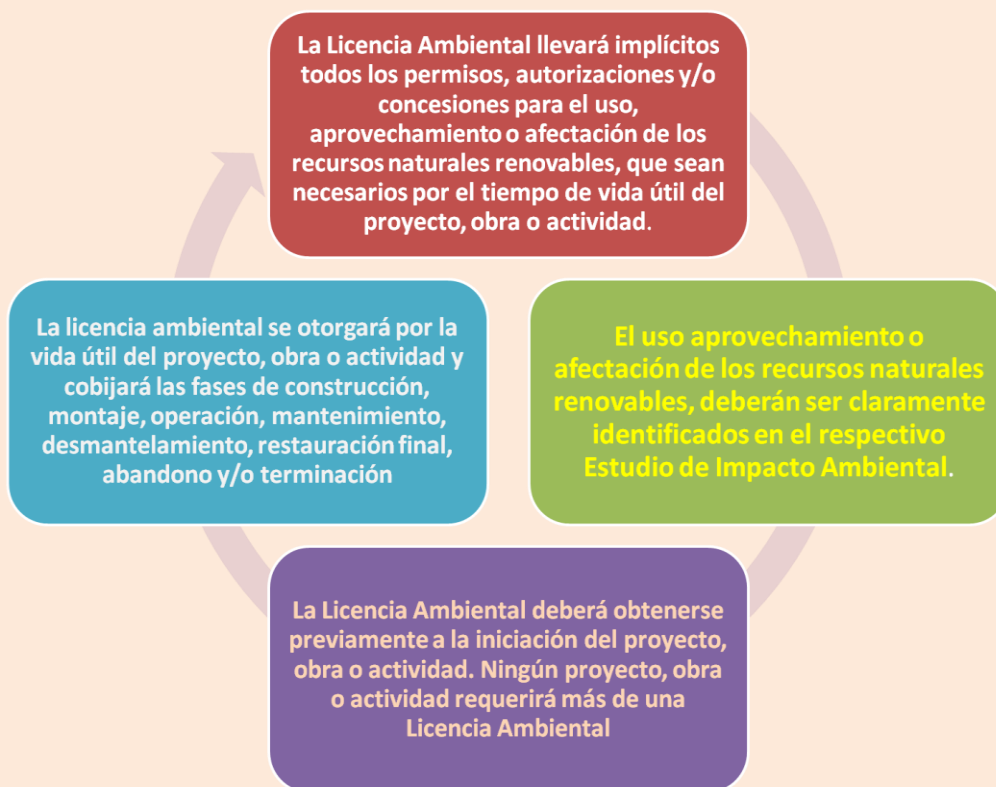 La Licencia Ambiental llevará implícitos
todos los permisos, autorizaciones y/o
concesiones para el uso,
aprovechamiento o afectación de los
recursos naturales renovables, que sean
necesarios por el tiempo de vida útil del
proyecto, obra o actividad.
El uso aprovechamiento o
afectación de los recursos naturales
renovables, deberán ser claramente
identificados en el respectivo
Estudio de Impacto Ambiental.
La Licencia Ambiental deberá obtenerse
previamente a la iniciación del proyecto,
obra o actividad. Ningún proyecto, obra
o actividad requerirá más de una
Licencia Ambiental
La licencia ambiental se otorgará por la
vida útil del proyecto, obra o actividad y
cobijará las fases de construcción,
montaje, operación, mantenimiento,
desmantelamiento, restauración final,
abandono y/o terminación